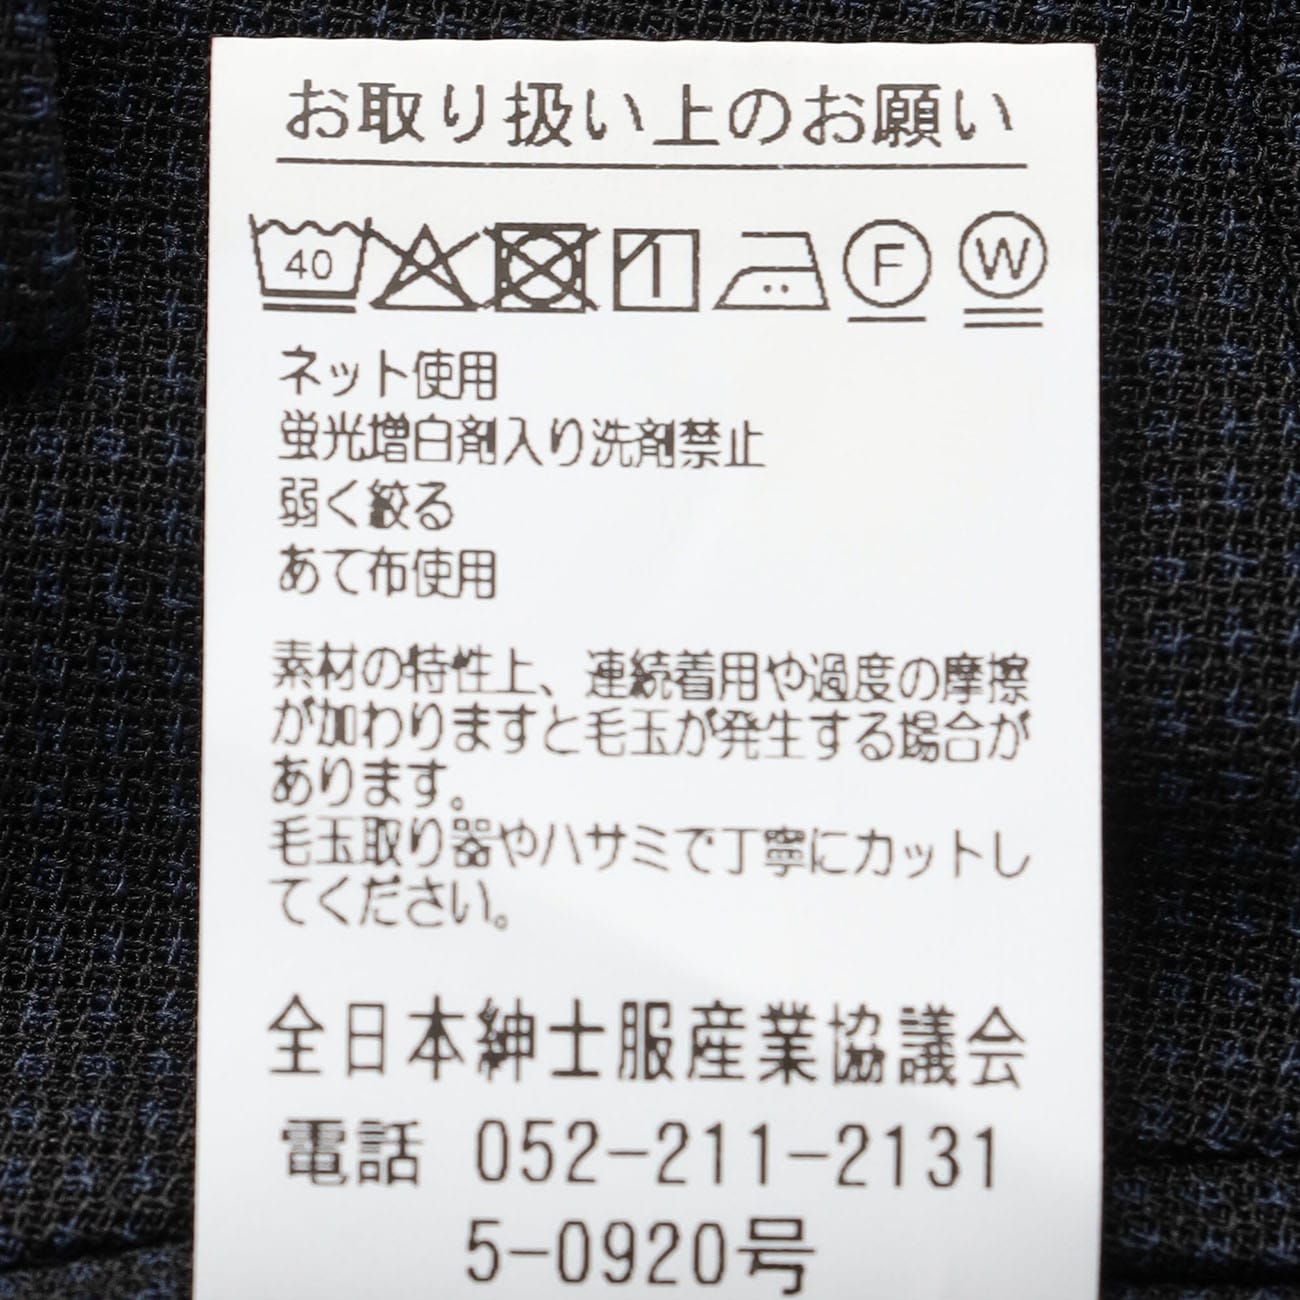 お取り扱い上のお願い
40 F W
ネット使用
蛍光増白剤入り洗剤禁止
弱く絞る
あて布使用
素材の特性上、連続着用や過度の摩擦
が加わりますと毛玉が発生する場合が
あります。
毛玉取り器やハサミで丁寧にカットし
てください。
全日本紳士服産業協議会
電話 052-211-2131
5-0920号